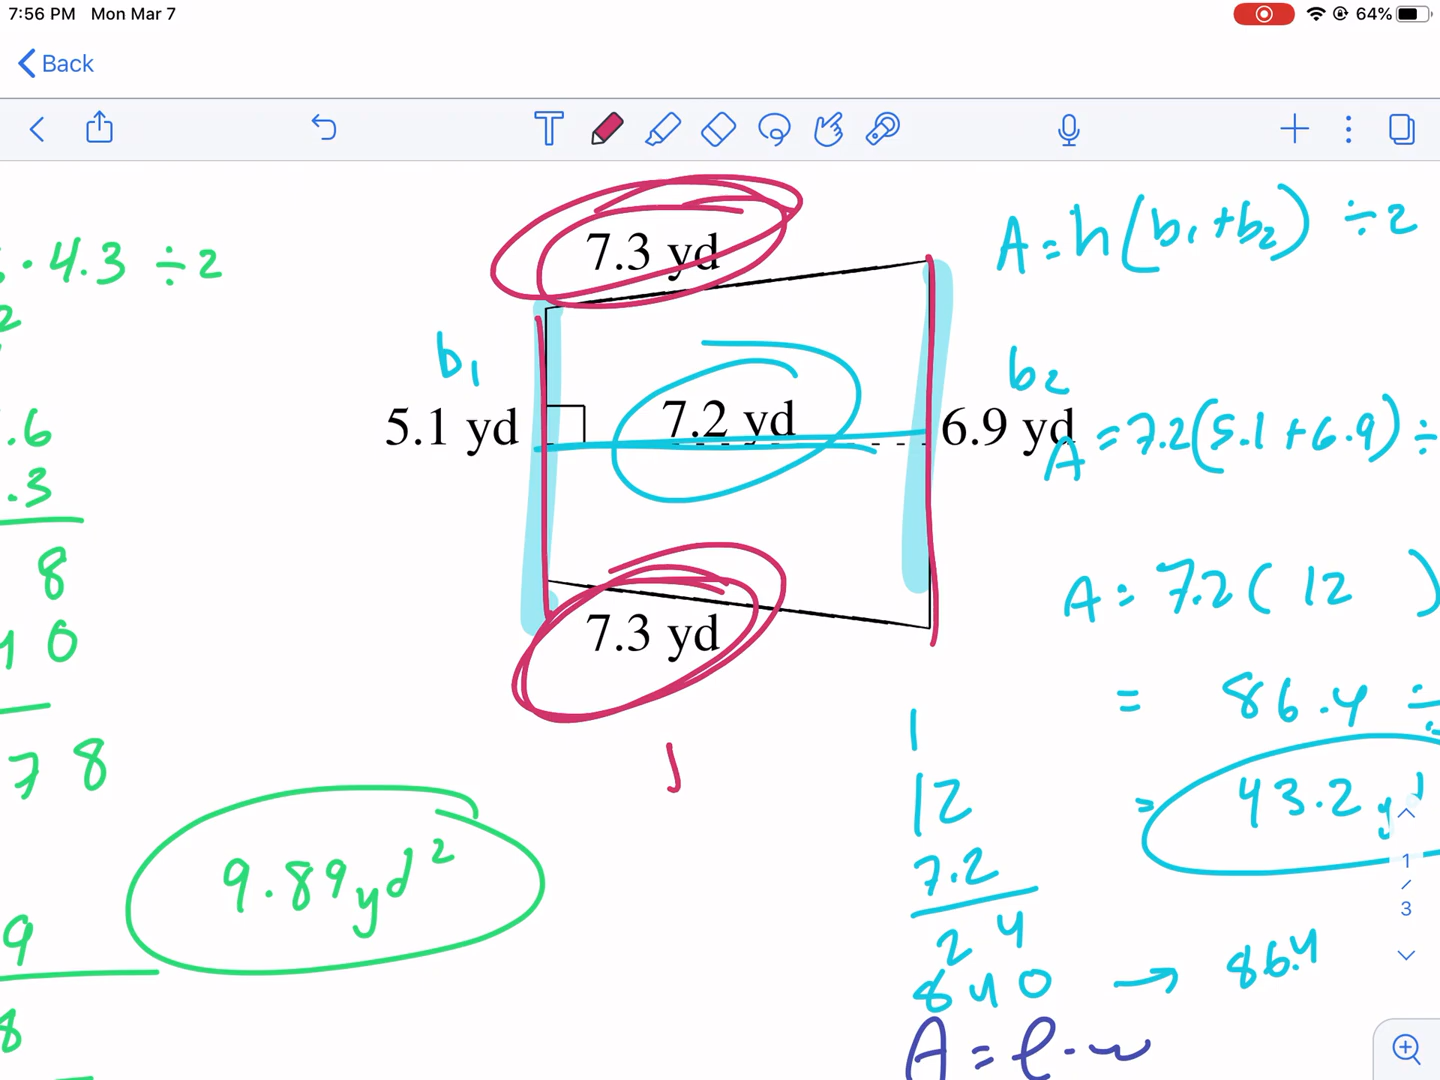 7:56 PM Mon Mar 7
64%
Back
· 4.3 ÷2
2
.6
.3
8
4 0
7 8
9.89 yd²
9
8
7.3 yd
b₁
5.1 yd
7.2 yd
b₂
6.9 yd
7.3 yd
A = h(b₁+b₂) ÷2
A = 7.2(5.1+6.9) ÷
A = 7.2( 12 )
= 86.4 ÷
= 43.2 y
1
12
7.2
2 4
8 4 0 → 86.4
A = l · w
1
/
3